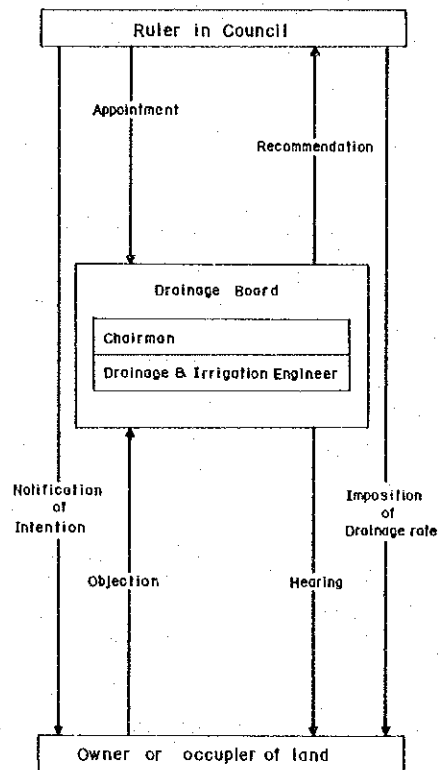 Ruler in Council
Appointment
Recommendation
Drainage Board
Chairman
Drainage & Irrigation Engineer
Notification
of
Intention
Imposition
of
Drainage rate
Objection
Hearing
Owner or occupier of land